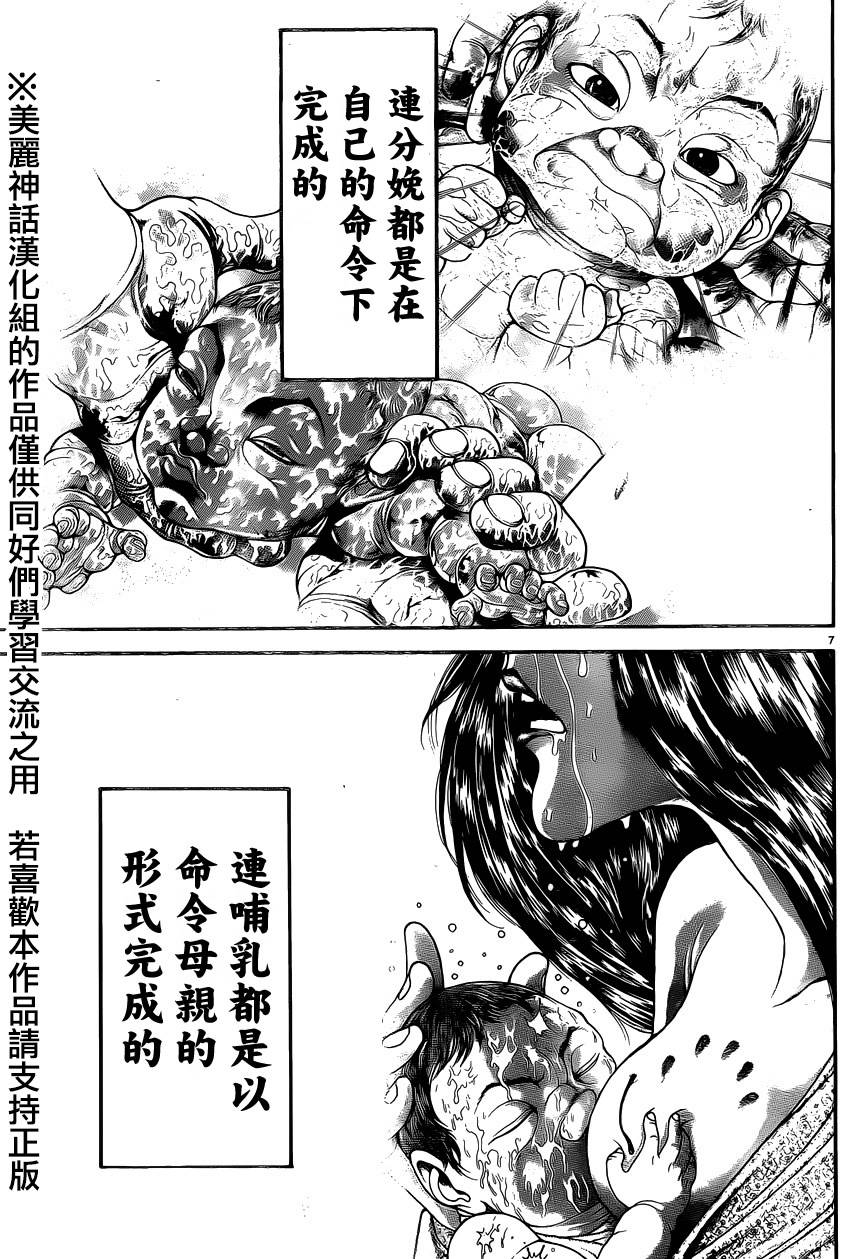 連分娩都是在
自己的命令下
完成的
7
連哺乳都是以
命令母親的
形式完成的
※美麗神話漢化組的作品僅供同好們學習交流之用 若喜歡本作品請支持正版